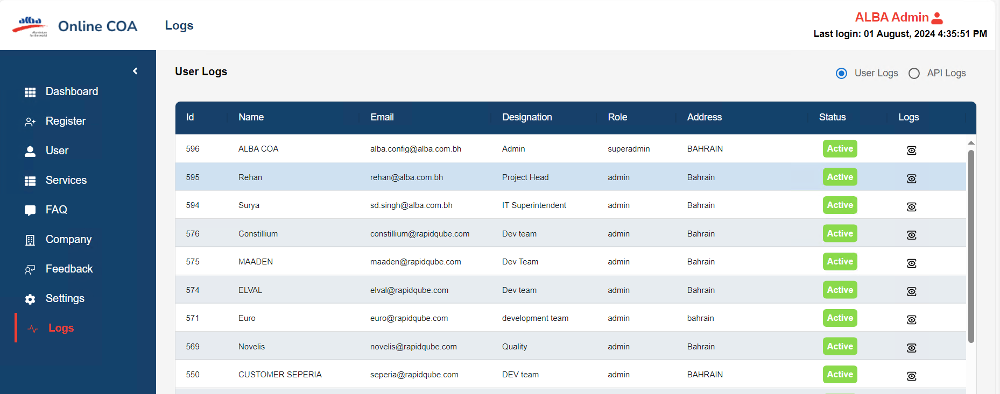 alba
Aluminium
for the world
Online COA
Logs
ALBA Admin
Last login: 01 August, 2024 4:35:51 PM
Dashboard
Register
User
Services
FAQ
Company
Feedback
Settings
Logs
User Logs
User Logs API Logs
Id Name Email Designation Role Address Status Logs
596 ALBA COA alba.config@alba.com.bh Admin superadmin BAHRAIN Active
595 Rehan rehan@alba.com.bh Project Head admin Bahrain Active
594 Surya sd.singh@alba.com.bh IT Superintendent admin Bahrain Active
576 Constillium constillium@rapidqube.com Dev team admin Bahrain Active
575 MAADEN maaden@rapidqube.com Dev Team admin Bahrain Active
574 ELVAL elval@rapidqube.com Dev team admin Bahrain Active
571 Euro euro@rapidqube.com development team admin bahrain Active
569 Novelis novelis@rapidqube.com Quality admin Bahrain Active
550 CUSTOMER SEPERIA seperia@rapidqube.com DEV team admin BAHRAIN Active